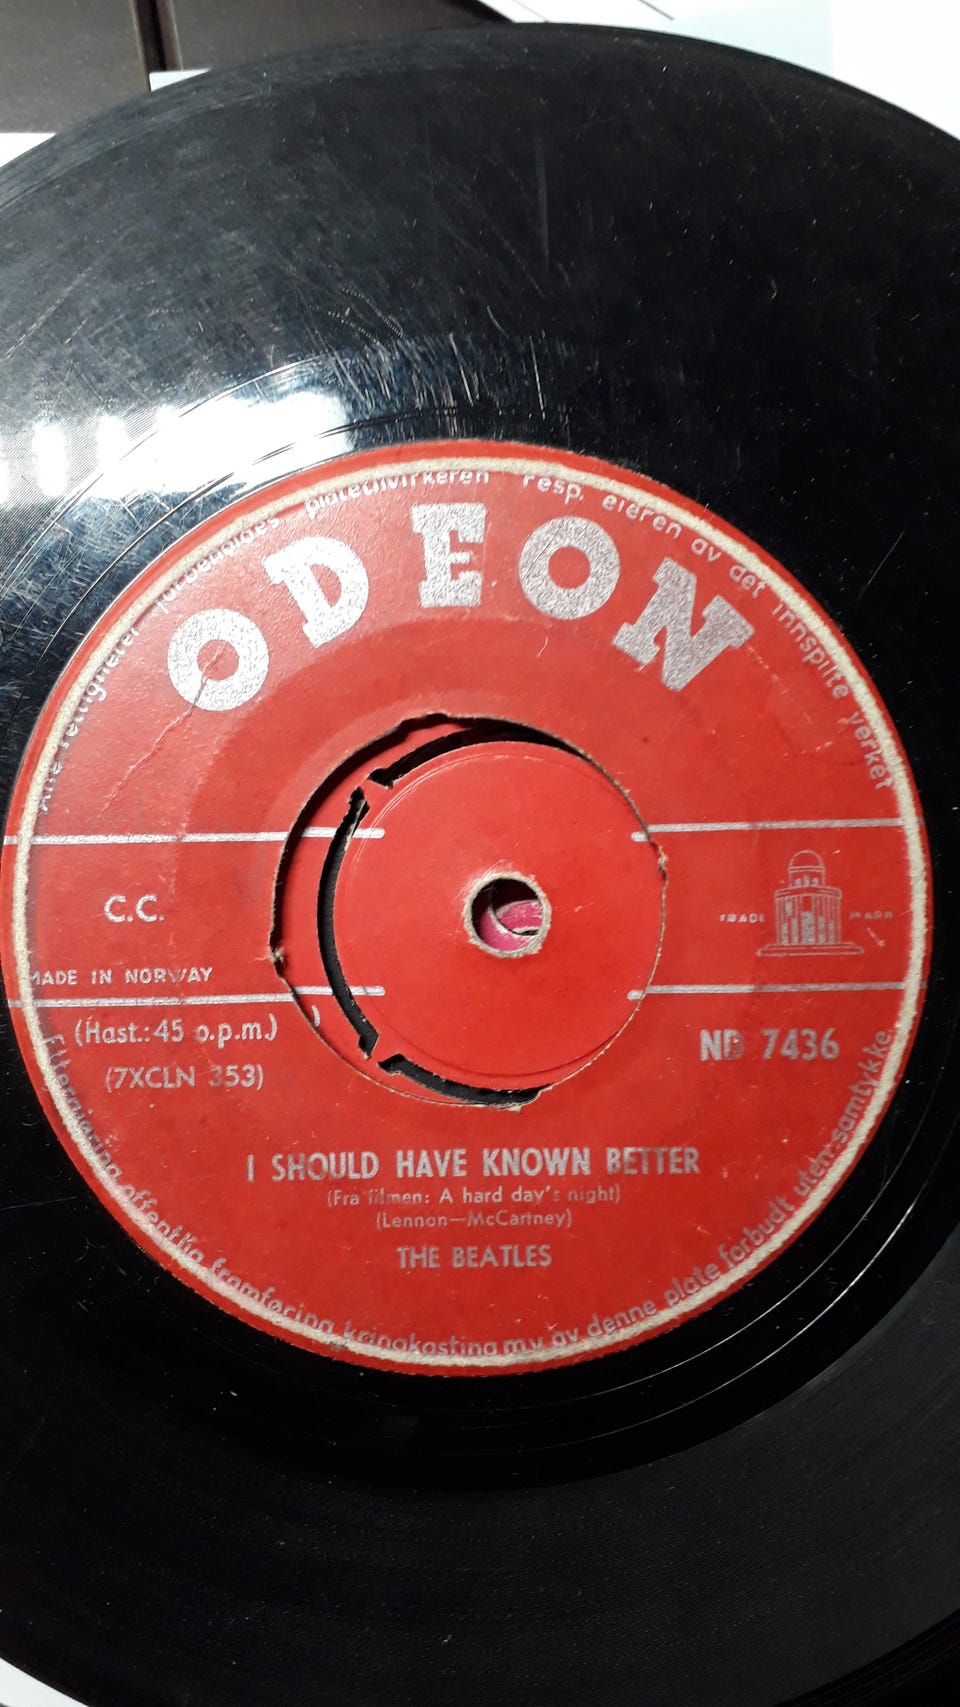 Alle rettigheter forbeholdes platetilvirkeren resp. eieren av det innspilte verket
ODEON
C.C.
TRADE MARK
MADE IN NORWAY
(Hast.: 45 o.p.m.)
ND 7436
(7XCLN 353)
I SHOULD HAVE KNOWN BETTER
(Fra filmen: A hard day's night)
(Lennon—McCartney)
THE BEATLES
Ettergjøring offentlig framføring kringkasting m.v. av denne plate forbudt uten samtykke.